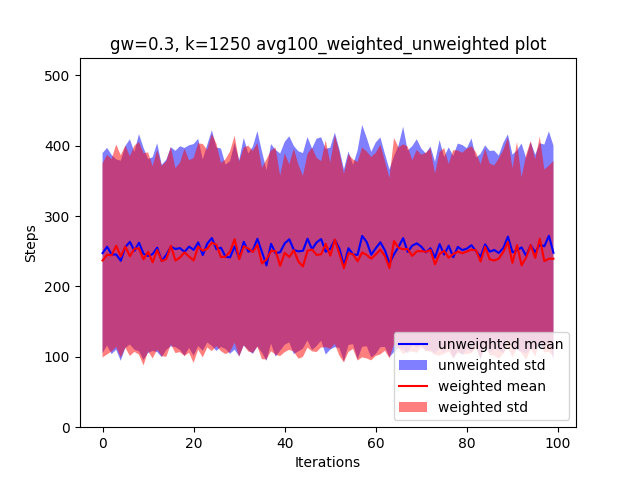 gw=0.3, k=1250 avg100_weighted_unweighted plot
500
400
300
200
100
0
Steps
unweighted mean
unweighted std
weighted mean
weighted std
0
20
40
60
80
100
Iterations